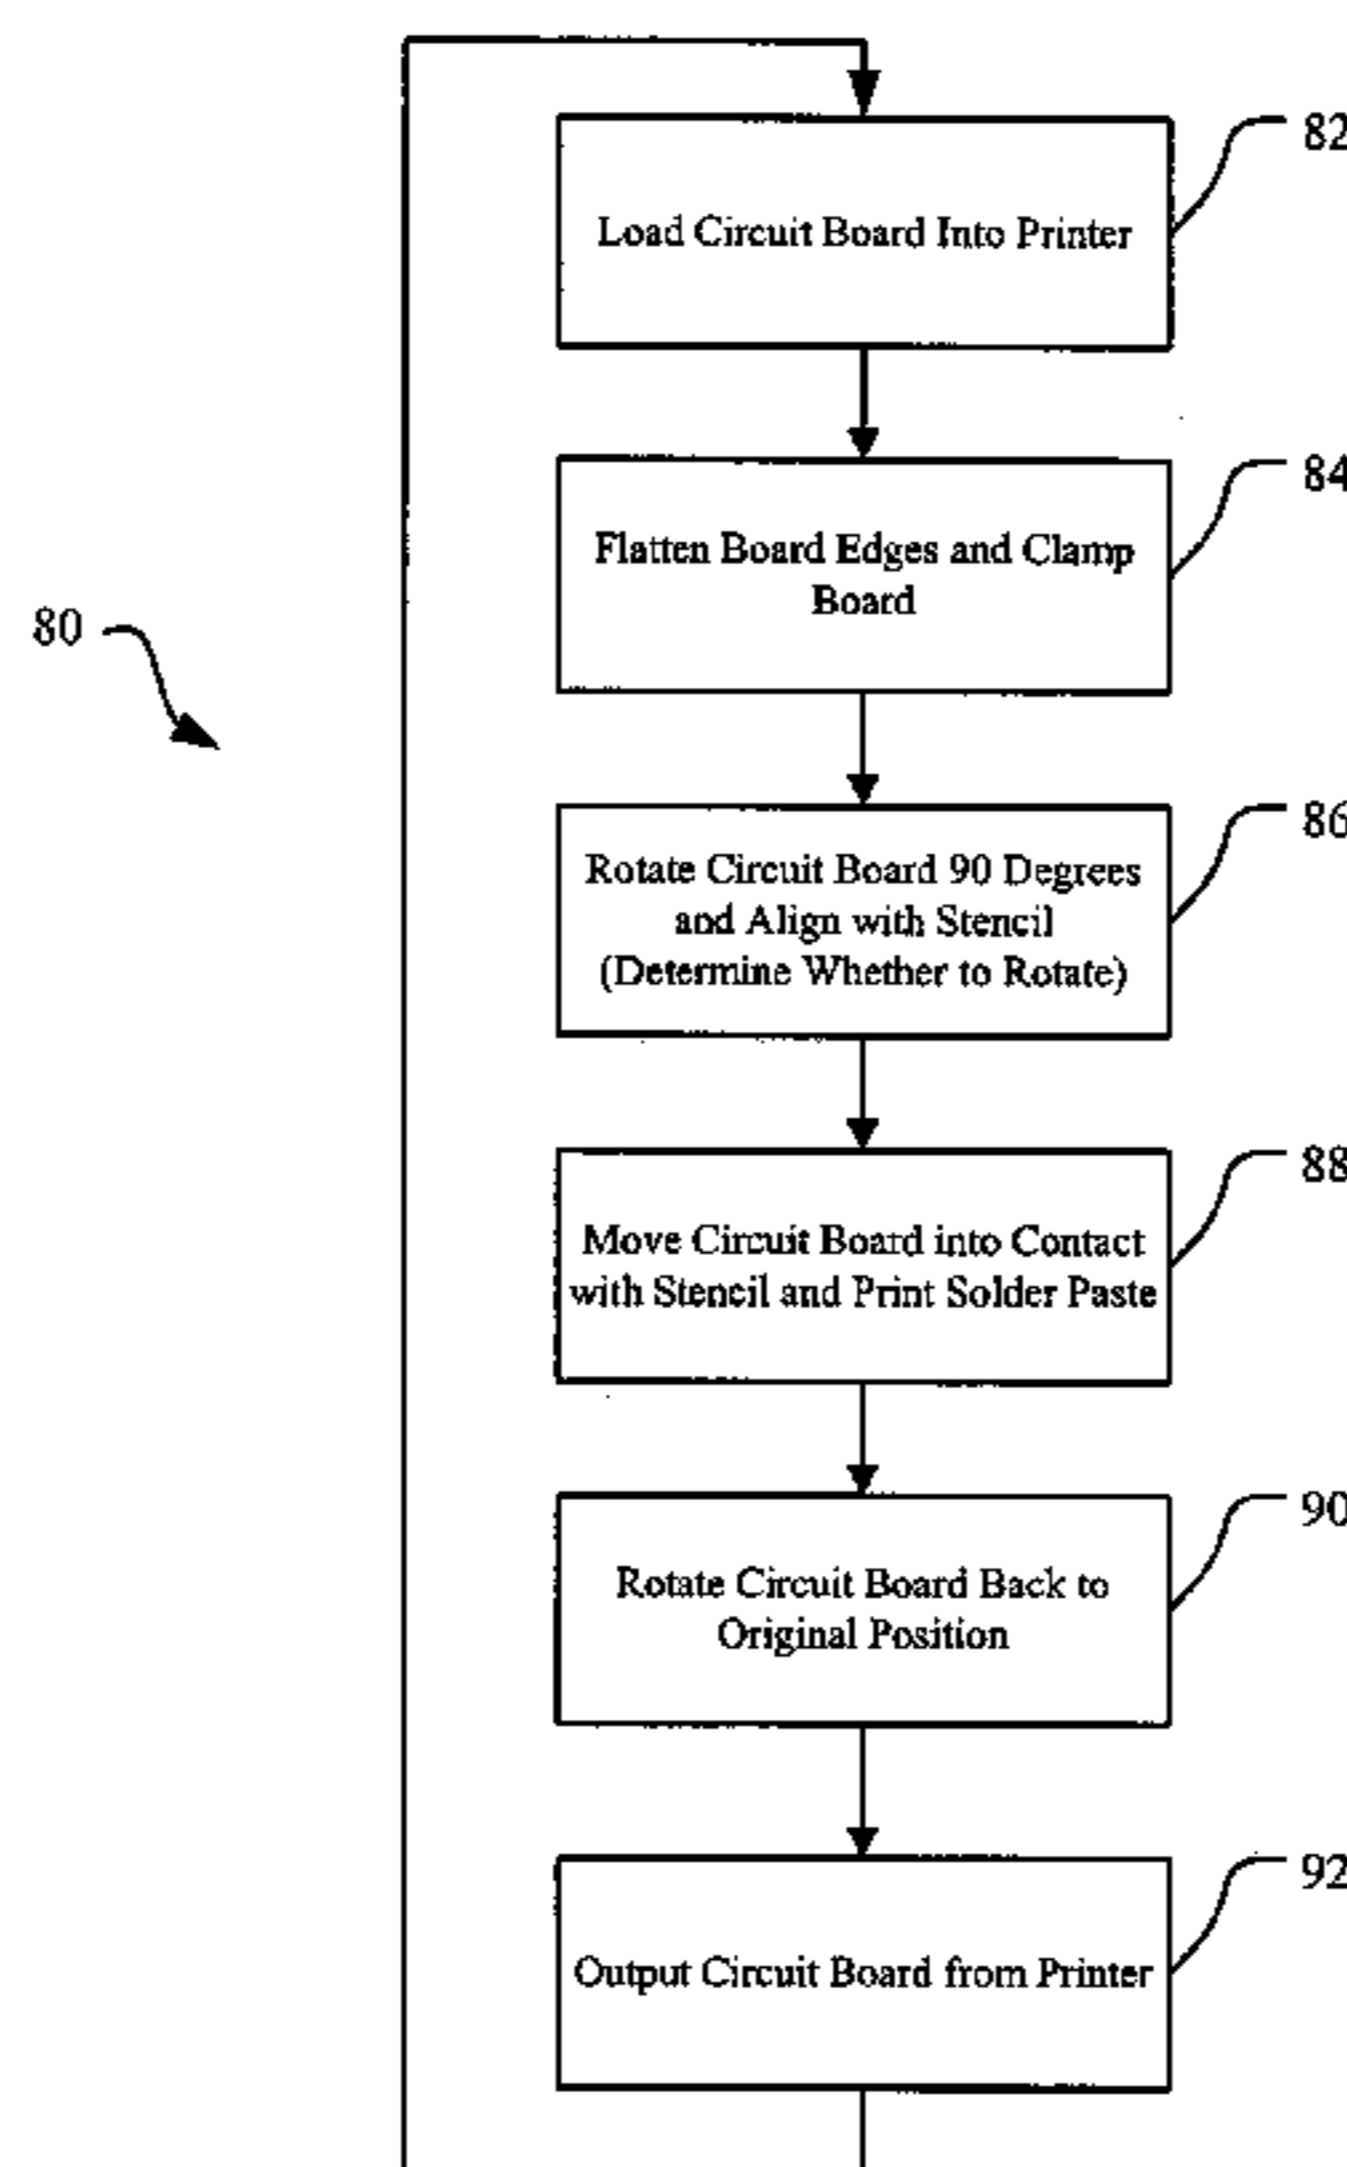 82
Load Circuit Board Into Printer
84
Flatten Board Edges and Clamp
Board
80
86
Rotate Circuit Board 90 Degrees
and Align with Stencil
(Determine Whether to Rotate)
88
Move Circuit Board into Contact
with Stencil and Print Solder Paste
90
Rotate Circuit Board Back to
Original Position
92
Output Circuit Board from Printer